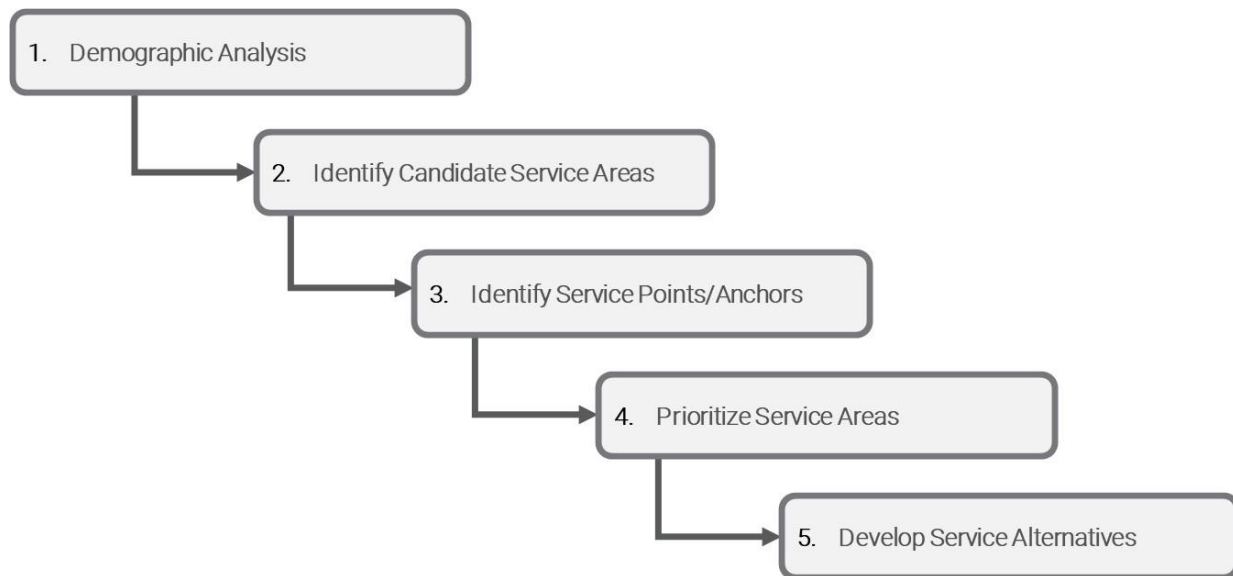 1. Demographic Analysis
2. Identify Candidate Service Areas
3. Identify Service Points/Anchors
4. Prioritize Service Areas
5. Develop Service Alternatives